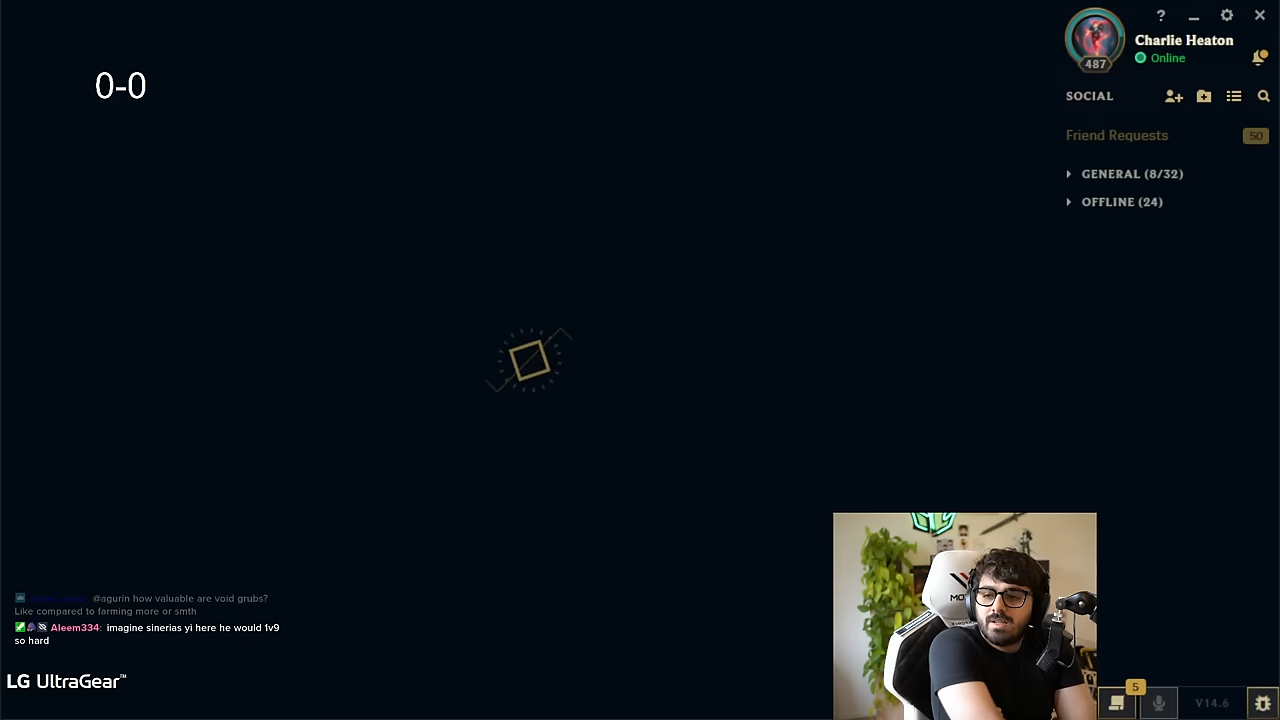 ?
Charlie Heaton
487
Online
0-0
SOCIAL
Friend Requests
50
GENERAL (8/32)
OFFLINE (24)
@agurin how valuable are void grubs?
Like compared to farming more or smth
Aleem334: imagine sinerias yi here he would 1v9
so hard
LG UltraGear™
5
V14.6